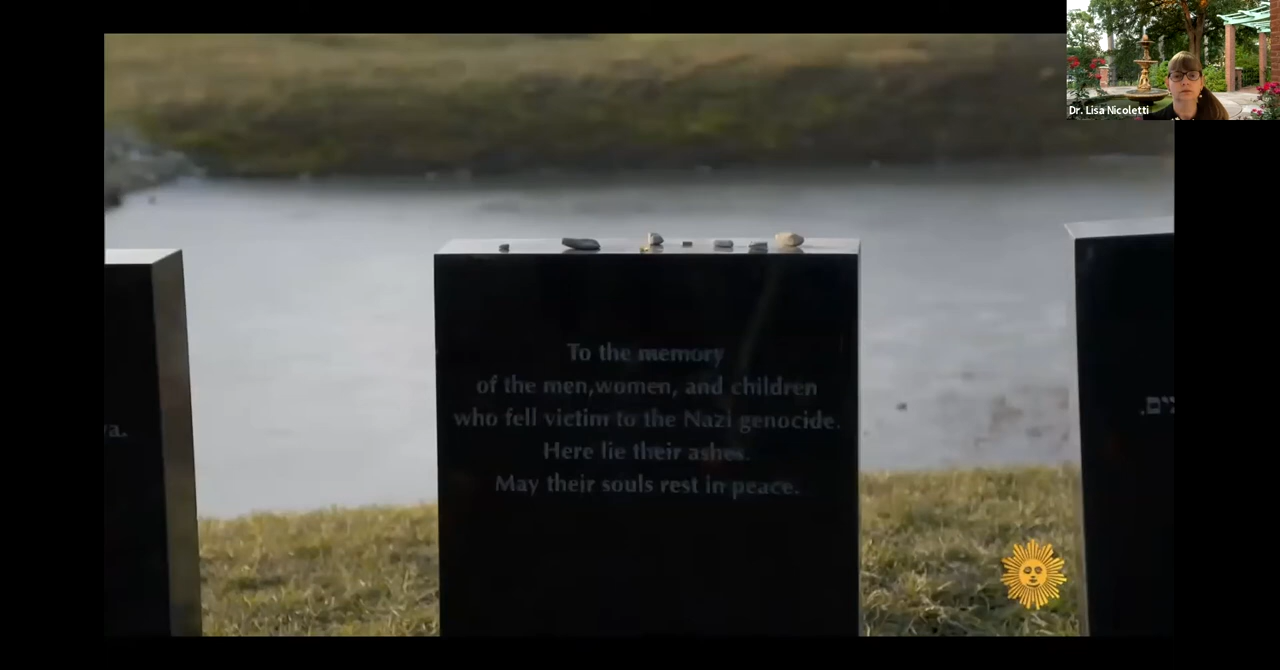 Dr. Lisa Nicoletti
To the memory
of the men,women, and children
who fell victim to the Nazi genocide.
Here lie their ashes.
May their souls rest in peace.